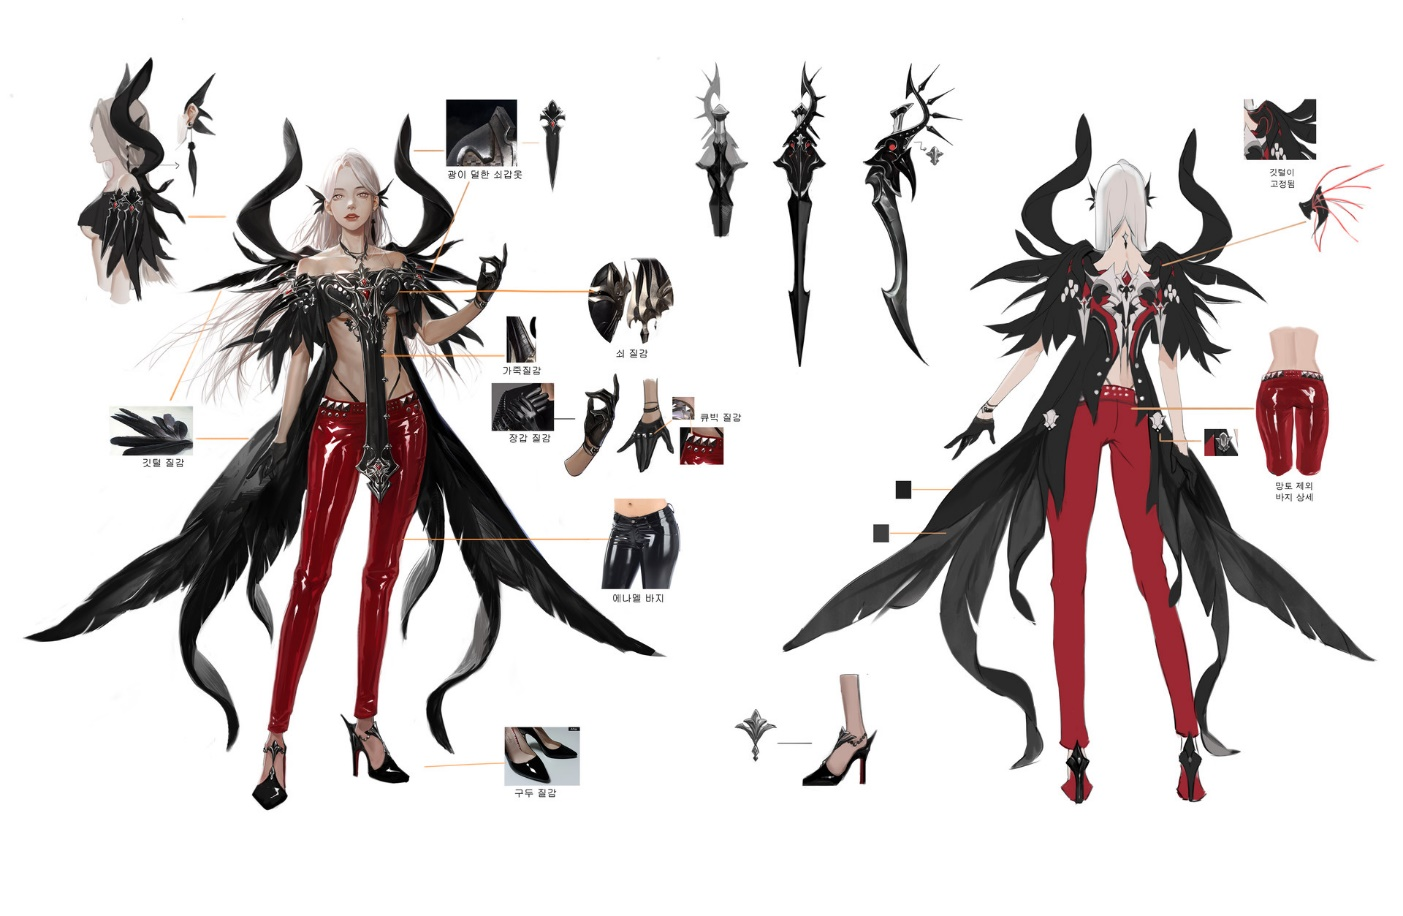 광이 덜한 쇠갑옷
쇠 질감
가죽질감
장갑 질감
큐빅 질감
깃털 질감
에나멜 바지
구두 질감
깃털이
고정됨
망토 제외
바지 상세